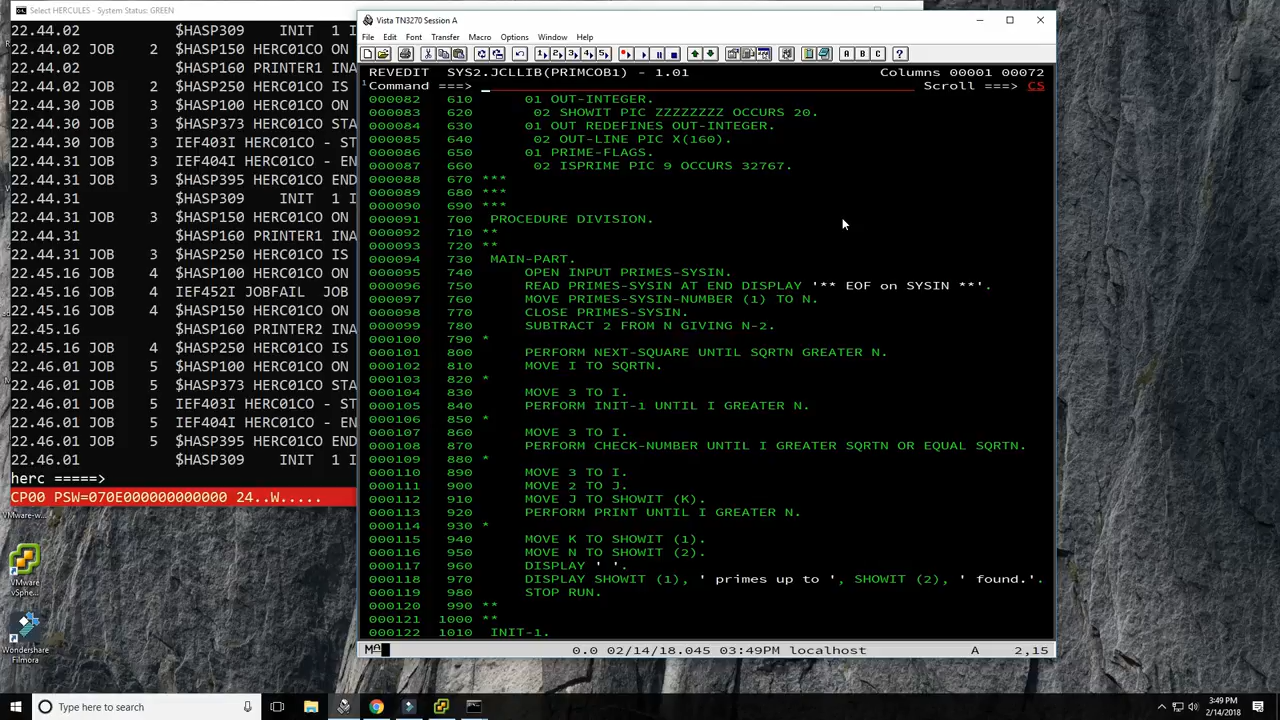 Select HERCULES - System Status: GREEN
22.44.02 $HASP309 INIT 1 I
22.44.02 JOB 2 $HASP150 HERC01CO ON
22.44.02 $HASP160 PRINTER1 INA
22.44.02 JOB 2 $HASP250 HERC01CO IS
22.44.30 JOB 3 $HASP100 HERC01CO ON
22.44.30 JOB 3 $HASP373 HERC01CO STA
22.44.30 JOB 3 IEF403I HERC01CO - ST
22.44.31 JOB 3 IEF404I HERC01CO - EN
22.44.31 JOB 3 $HASP395 HERC01CO END
22.44.31 $HASP309 INIT 1 I
22.44.31 JOB 3 $HASP150 HERC01CO ON
22.44.31 $HASP160 PRINTER1 INA
22.44.31 JOB 3 $HASP250 HERC01CO IS
22.45.16 JOB 4 $HASP100 HERC01CO ON
22.45.16 JOB 4 IEF452I JOBFAIL JOB
22.45.16 JOB 4 $HASP150 HERC01CO ON
22.45.16 $HASP160 PRINTER2 INA
22.45.16 JOB 4 $HASP250 HERC01CO IS
22.46.01 JOB 5 $HASP100 HERC01CO ON
22.46.01 JOB 5 $HASP373 HERC01CO STA
22.46.01 JOB 5 IEF403I HERC01CO - ST
22.46.01 JOB 5 IEF404I HERC01CO - EN
22.46.01 JOB 5 $HASP395 HERC01CO END
22.46.01 $HASP309 INIT 1 I
herc =====>
CP00 PSW=070E000000000000 24..W.....
VMware-w...
VMware vSphe...
Wondershare Filmora
Vista TN3270 Session A
File Edit Font Transfer Macro Options Window Help
1 2 3 4 5 A B C ?
REVEDIT SYS2.JCLLIB(PRIMCOB1) - 1.01 Columns 00001 00072
Command ===> Scroll ===> CS
000082 610 01 OUT-INTEGER.
000083 620 02 SHOWIT PIC ZZZZZZZZ OCCURS 20.
000084 630 01 OUT REDEFINES OUT-INTEGER.
000085 640 02 OUT-LINE PIC X(160).
000086 650 01 PRIME-FLAGS.
000087 660 02 ISPRIME PIC 9 OCCURS 32767.
000088 670 ***
000089 680 ***
000090 690 ***
000091 700 PROCEDURE DIVISION.
000092 710 **
000093 720 **
000094 730 MAIN-PART.
000095 740 OPEN INPUT PRIMES-SYSIN.
000096 750 READ PRIMES-SYSIN AT END DISPLAY '** EOF on SYSIN **'.
000097 760 MOVE PRIMES-SYSIN-NUMBER (1) TO N.
000098 770 CLOSE PRIMES-SYSIN.
000099 780 SUBTRACT 2 FROM N GIVING N-2.
000100 790 *
000101 800 PERFORM NEXT-SQUARE UNTIL SQRTN GREATER N.
000102 810 MOVE I TO SQRTN.
000103 820 *
000104 830 MOVE 3 TO I.
000105 840 PERFORM INIT-1 UNTIL I GREATER N.
000106 850 *
000107 860 MOVE 3 TO I.
000108 870 PERFORM CHECK-NUMBER UNTIL I GREATER SQRTN OR EQUAL SQRTN.
000109 880 *
000110 890 MOVE 3 TO I.
000111 900 MOVE 2 TO J.
000112 910 MOVE J TO SHOWIT (K).
000113 920 PERFORM PRINT UNTIL I GREATER N.
000114 930 *
000115 940 MOVE K TO SHOWIT (1).
000116 950 MOVE N TO SHOWIT (2).
000117 960 DISPLAY ' '.
000118 970 DISPLAY SHOWIT (1), ' primes up to ', SHOWIT (2), ' found.'.
000119 980 STOP RUN.
000120 990 **
000121 1000 **
000122 1010 INIT-1.
0.0 02/14/18.045 03:49PM localhost A 2,15
Type here to search
3:49 PM
2/14/2018